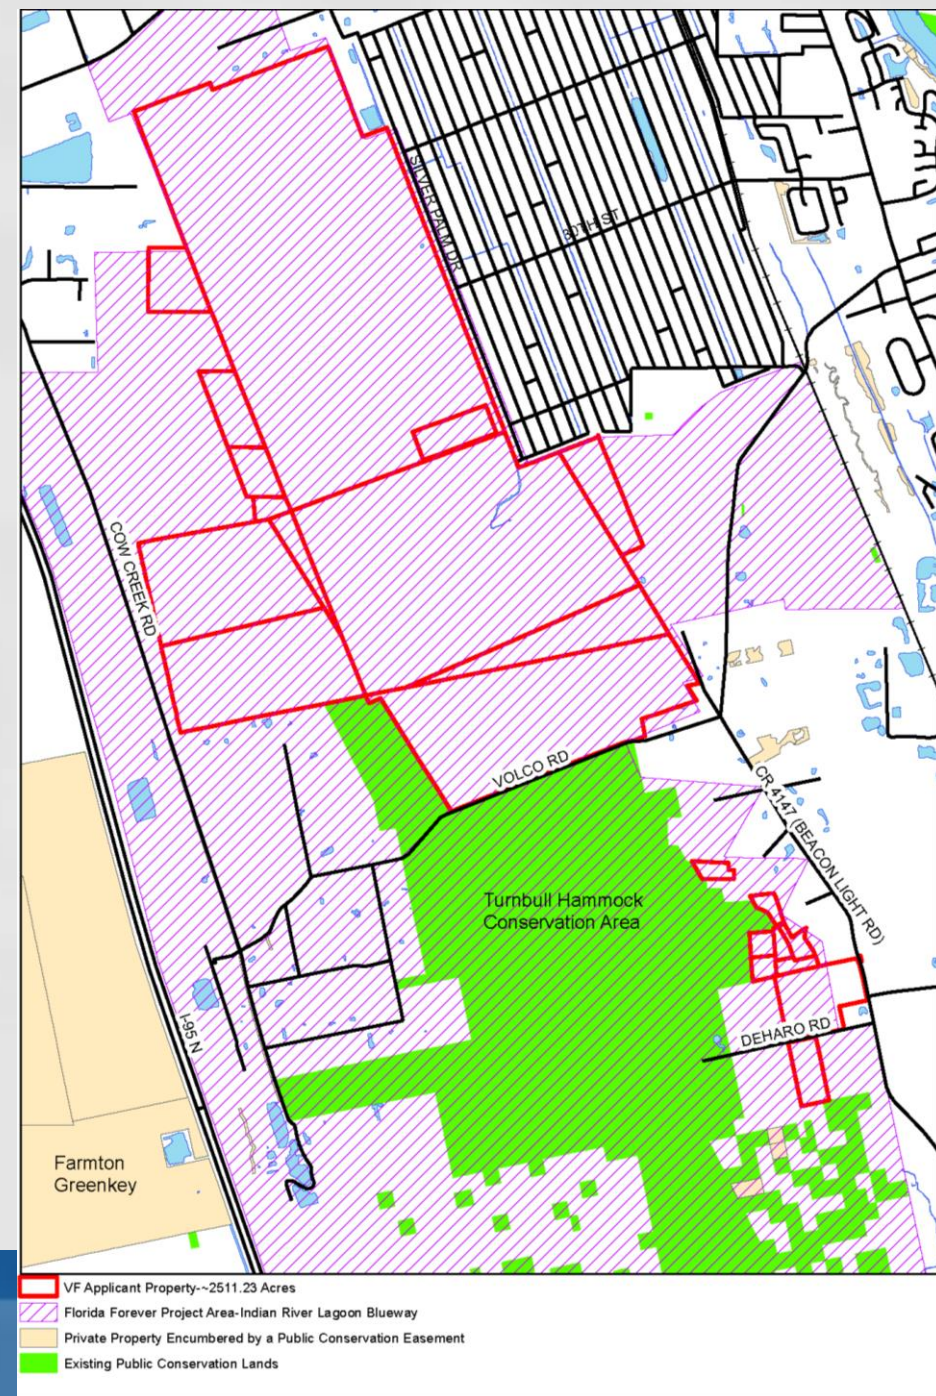 SILVER PALM DR
30TH ST
COW CREEK RD
VOLCO RD
CR 4147 (BEACON LIGHT RD)
Turnbull Hammock
Conservation Area
DEHARO RD
I-95 N
Farmton
Greenkey
VF Applicant Property-~2511.23 Acres
Florida Forever Project Area-Indian River Lagoon Blueway
Private Property Encumbered by a Public Conservation Easement
Existing Public Conservation Lands